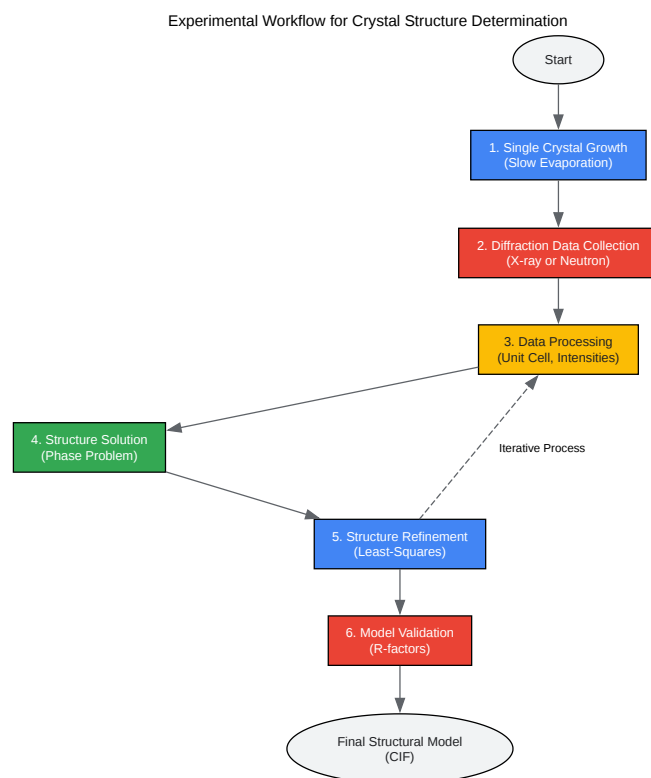 Experimental Workflow for Crystal Structure Determination
Start
1. Single Crystal Growth
(Slow Evaporation)
2. Diffraction Data Collection
(X-ray or Neutron)
3. Data Processing
(Unit Cell, Intensities)
4. Structure Solution
(Phase Problem)
Iterative Process
5. Structure Refinement
(Least-Squares)
6. Model Validation
(R-factors)
Final Structural Model
(CIF)